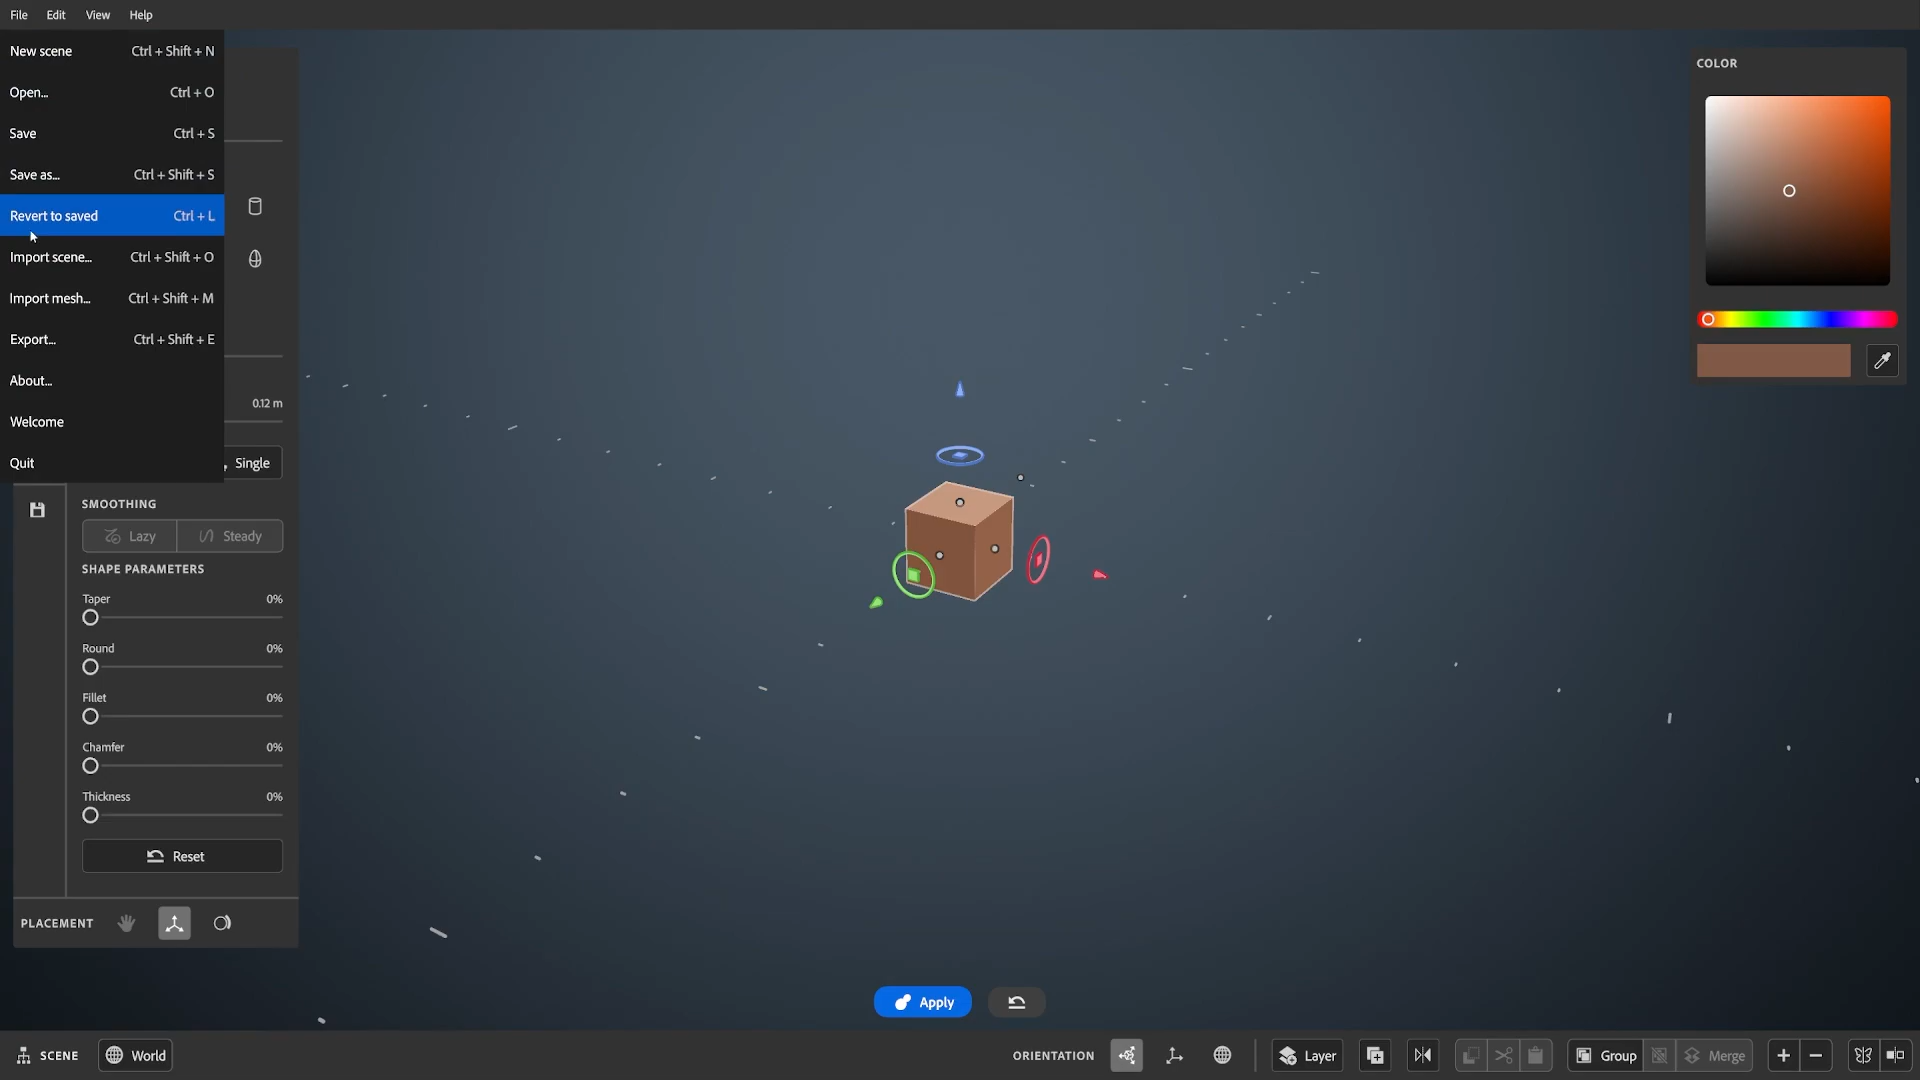 File Edit View Help
New scene Ctrl + Shift + N
Open... Ctrl + O
Save Ctrl + S
Save as... Ctrl + Shift + S
Revert to saved Ctrl + L
Import scene... Ctrl + Shift + O
Import mesh... Ctrl + Shift + M
Export... Ctrl + Shift + E
About...
Welcome
Quit
COLOR
0.12 m
Single
SMOOTHING
Lazy Steady
SHAPE PARAMETERS
Taper 0%
Round 0%
Fillet 0%
Chamfer 0%
Thickness 0%
Reset
PLACEMENT
Apply
SCENE World ORIENTATION Layer Group Merge